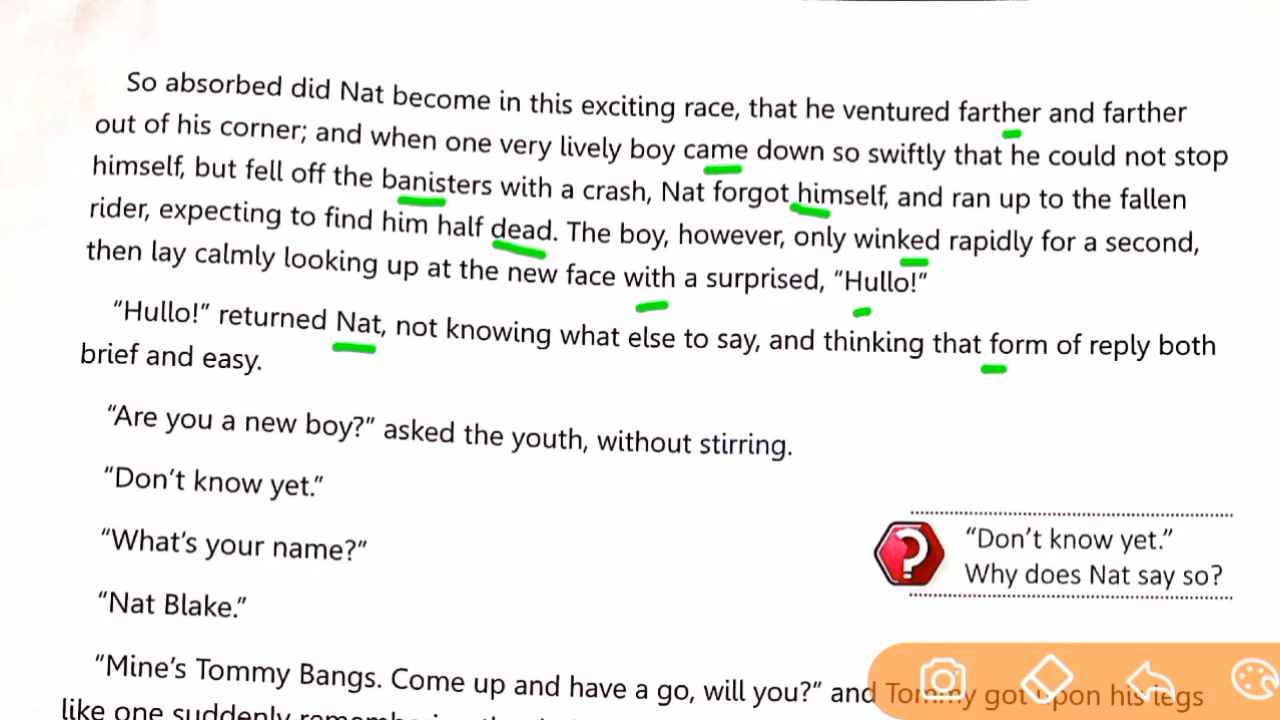 So absorbed did Nat become in this exciting race, that he ventured farther and farther
out of his corner; and when one very lively boy came down so swiftly that he could not stop
himself, but fell off the banisters with a crash, Nat forgot himself, and ran up to the fallen
rider, expecting to find him half dead. The boy, however, only winked rapidly for a second,
then lay calmly looking up at the new face with a surprised, “Hullo!”
“Hullo!” returned Nat, not knowing what else to say, and thinking that form of reply both
brief and easy.
“Are you a new boy?” asked the youth, without stirring.
“Don’t know yet.”
“What’s your name?”
“Don’t know yet.”
Why does Nat say so?
“Nat Blake.”
“Mine’s Tommy Bangs. Come up and have a go, will you?” and Tommy got upon his legs
like one suddenly